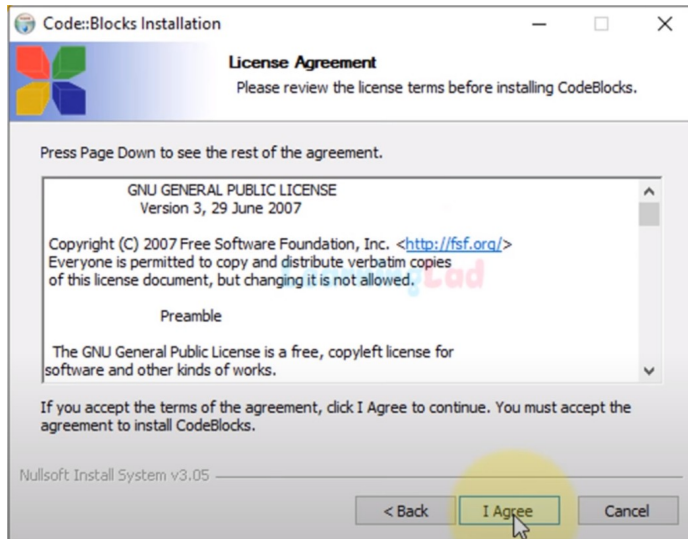 Code::Blocks Installation
License Agreement
Please review the license terms before installing CodeBlocks.
Press Page Down to see the rest of the agreement.
GNU GENERAL PUBLIC LICENSE
Version 3, 29 June 2007
Copyright (C) 2007 Free Software Foundation, Inc. <http://fsf.org/>
Everyone is permitted to copy and distribute verbatim copies
of this license document, but changing it is not allowed.
LearningLad
Preamble
The GNU General Public License is a free, copyleft license for
software and other kinds of works.
If you accept the terms of the agreement, click I Agree to continue. You must accept the
agreement to install CodeBlocks.
Nullsoft Install System v3.05
< Back I Agree Cancel